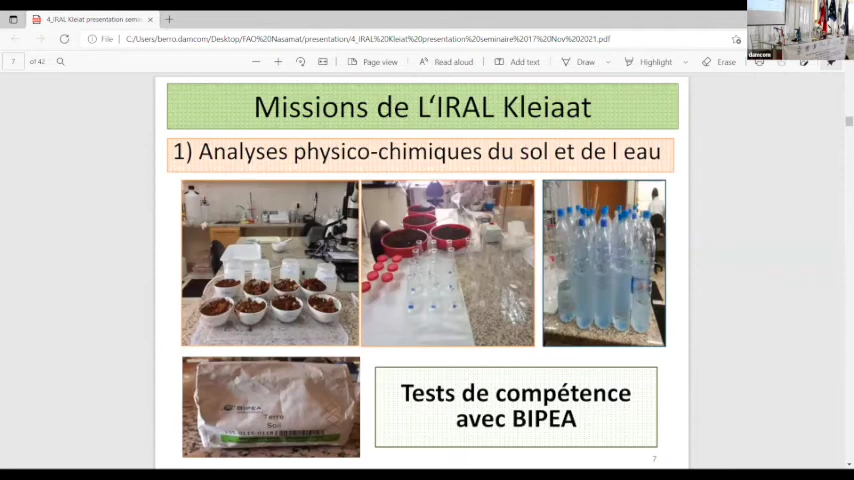 4_IRAL Kleiat presentation semin
File
C:/Users/berro.damcom/Desktop/FAO%20Nasamat/presentation/4_IRAL%20Kleiat%20presentation%20seminaire%2017%20Nov%202021.pdf
7 of 42
Page view
Read aloud
Add text
Draw
Highlight
Erase
damcom
Missions de L‘IRAL Kleiaat
1) Analyses physico-chimiques du sol et de l eau
BIPEA
Terre
Soil
Tests de compétence
avec BIPEA
7